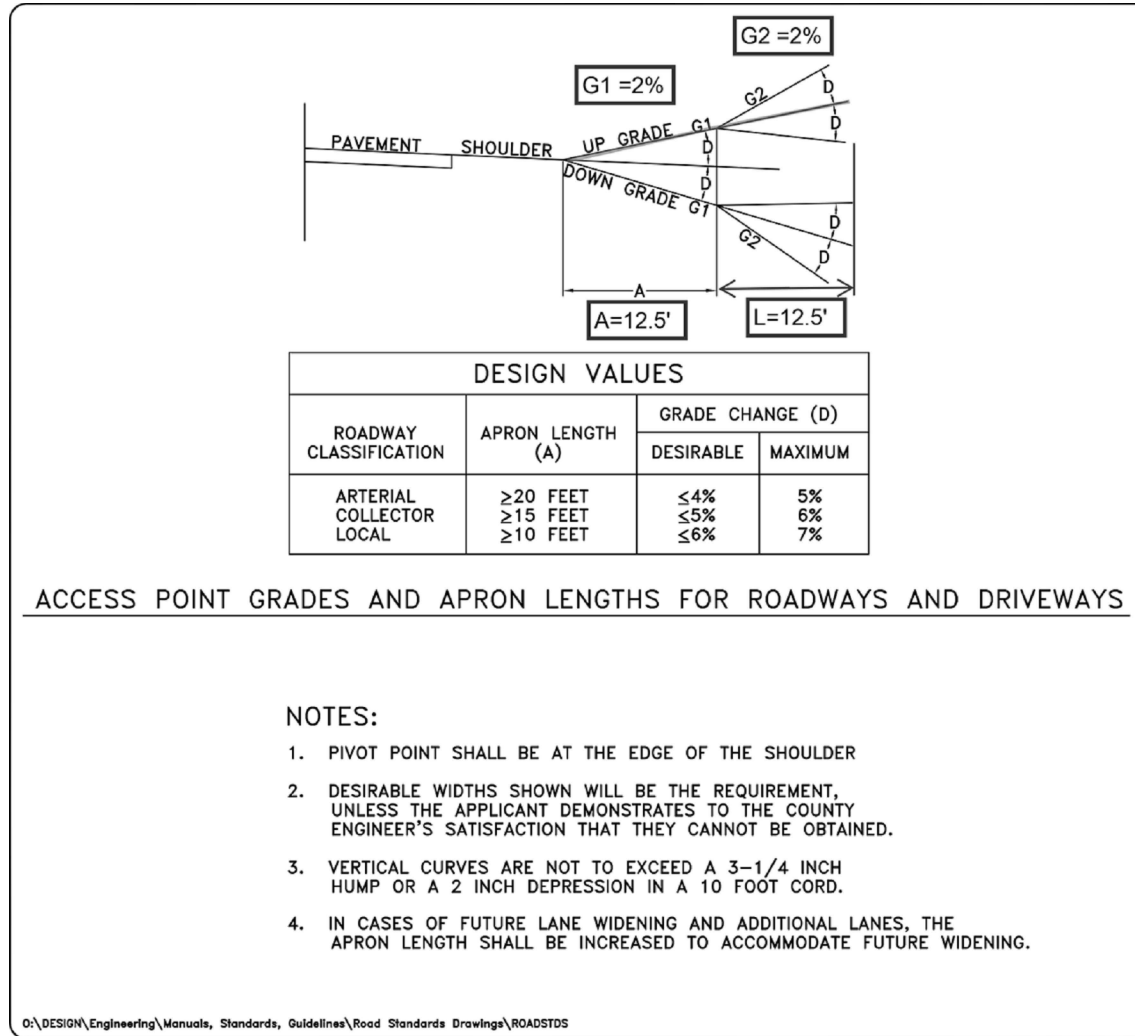 G2 =2%
G1 =2%
G2
D
D
PAVEMENT SHOULDER UP GRADE G1
D
D
DOWN GRADE G1
D
G2
D
A
A=12.5'
L=12.5'
DESIGN VALUES
ROADWAY CLASSIFICATION
APRON LENGTH (A)
GRADE CHANGE (D)
DESIRABLE MAXIMUM
ARTERIAL ≥20 FEET ≤4% 5%
COLLECTOR ≥15 FEET ≤5% 6%
LOCAL ≥10 FEET ≤6% 7%
ACCESS POINT GRADES AND APRON LENGTHS FOR ROADWAYS AND DRIVEWAYS
NOTES:
1. PIVOT POINT SHALL BE AT THE EDGE OF THE SHOULDER
2. DESIRABLE WIDTHS SHOWN WILL BE THE REQUIREMENT,
UNLESS THE APPLICANT DEMONSTRATES TO THE COUNTY
ENGINEER'S SATISFACTION THAT THEY CANNOT BE OBTAINED.
3. VERTICAL CURVES ARE NOT TO EXCEED A 3-1/4 INCH
HUMP OR A 2 INCH DEPRESSION IN A 10 FOOT CORD.
4. IN CASES OF FUTURE LANE WIDENING AND ADDITIONAL LANES, THE
APRON LENGTH SHALL BE INCREASED TO ACCOMMODATE FUTURE WIDENING.
O:\DESIGN\Engineering\Manuals, Standards, Guidelines\Road Standards Drawings\ROADSTDS